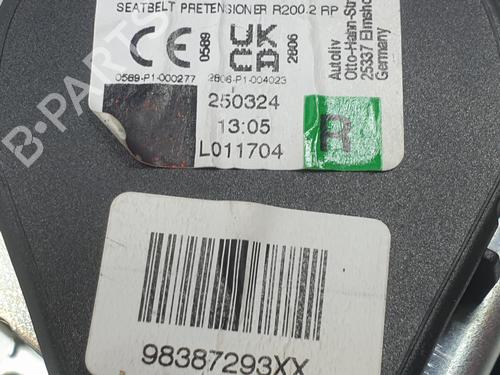 SEATBELT PRETENSIONER R200.2 RP
CE 0589
UK CA 2806
0589-P1-000277
2806-P1-004023
Autoliv
Otto-Hahn-Str
25337 Elmsho
Germany
250324
13:05
L011704
R
98387293XX
B-PARTS